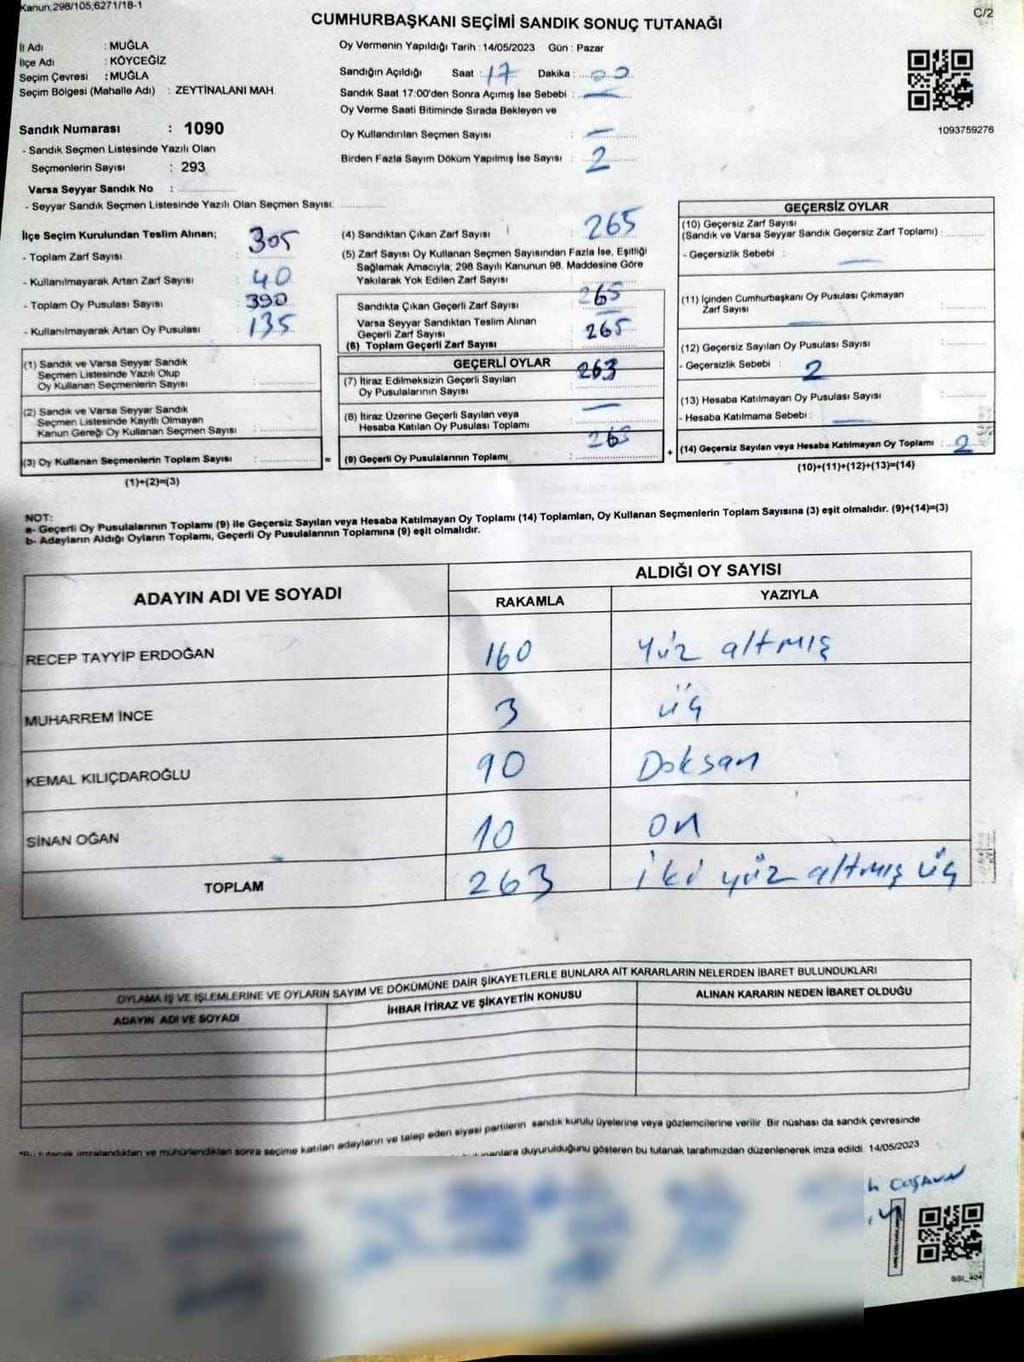 Kanun:298/105,6271/18-1
C/2
CUMHURBAŞKANI SEÇİMİ SANDIK SONUÇ TUTANAĞI
İl Adı : MUĞLA
İlçe Adı : KÖYCEĞİZ
Seçim Çevresi : MUĞLA
Seçim Bölgesi (Mahalle Adı) : ZEYTİNALANI MAH.
Sandık Numarası : 1090
- Sandık Seçmen Listesinde Yazılı Olan
Seçmenlerin Sayısı : 293
Varsa Seyyar Sandık No :
- Seyyar Sandık Seçmen Listesinde Yazılı Olan Seçmen Sayısı:
Oy Vermenin Yapıldığı Tarih : 14/05/2023 Gün : Pazar
Sandığın Açıldığı Saat : 17 Dakika : 00
Sandık Saat 17:00'den Sonra Açımış İse Sebebi : —
Oy Verme Saati Bitiminde Sırada Bekleyen ve
Oy Kullandırılan Seçmen Sayısı : —
Birden Fazla Sayım Döküm Yapılmış İse Sayısı : 2
1093759276
İlçe Seçim Kurulundan Teslim Alınan;
- Toplam Zarf Sayısı : 305
- Kullanılmayarak Artan Zarf Sayısı : 40
- Toplam Oy Pusulası Sayısı : 390
- Kullanılmayarak Artan Oy Pusulası : 135
(1) Sandık ve Varsa Seyyar Sandık
Seçmen Listesinde Yazılı Olup
Oy Kullanan Seçmenlerin Sayısı :
(2) Sandık ve Varsa Seyyar Sandık
Seçmen Listesinde Kayıtlı Olmayan
Kanun Gereği Oy Kullanan Seçmen Sayısı :
(3) Oy Kullanan Seçmenlerin Toplam Sayısı :
(1)+(2)=(3)
=
(4) Sandıktan Çıkan Zarf Sayısı : 265
(5) Zarf Sayısı Oy Kullanan Seçmen Sayısından Fazla İse, Eşitliği
Sağlamak Amacıyla; 298 Sayılı Kanunun 98. Maddesine Göre
Yakılarak Yok Edilen Zarf Sayısı :
Sandıkta Çıkan Geçerli Zarf Sayısı : 265
Varsa Seyyar Sandıktan Teslim Alınan
Geçerli Zarf Sayısı : 265
(6) Toplam Geçerli Zarf Sayısı
GEÇERLİ OYLAR
(7) İtiraz Edilmeksizin Geçerli Sayılan : 263
Oy Pusulalarının Sayısı
(8) İtiraz Üzerine Geçerli Sayılan veya : —
Hesaba Katılan Oy Pusulası Toplamı
(9) Geçerli Oy Pusulalarının Toplamı :
+
GEÇERSİZ OYLAR
(10) Geçersiz Zarf Sayısı
(Sandık ve Varsa Seyyar Sandık Geçersiz Zarf Toplamı) :
- Geçersizlik Sebebi : —
(11) İçinden Cumhurbaşkanı Oy Pusulası Çıkmayan
Zarf Sayısı : —
(12) Geçersiz Sayılan Oy Pusulası Sayısı :
- Geçersizlik Sebebi : 2
(13) Hesaba Katılmayan Oy Pusulası Sayısı :
- Hesaba Katılmama Sebebi : —
(14) Geçersiz Sayılan veya Hesaba Katılmayan Oy Toplamı : 2
(10)+(11)+(12)+(13)=(14)
NOT:
a- Geçerli Oy Pusulalarının Toplamı (9) ile Geçersiz Sayılan veya Hesaba Katılmayan Oy Toplamı (14) Toplamları, Oy Kullanan Seçmenlerin Toplam Sayısına (3) eşit olmalıdır. (9)+(14)=(3)
b- Adayların Aldığı Oyların Toplamı, Geçerli Oy Pusulalarının Toplamına (9) eşit olmalıdır.
ADAYIN ADI VE SOYADI
ALDIĞI OY SAYISI
RAKAMLA YAZIYLA
RECEP TAYYİP ERDOĞAN 160 Yüz altmış
MUHARREM İNCE 3 üç
KEMAL KILIÇDAROĞLU 90 Doksan
SİNAN OĞAN 10 on
TOPLAM 263 iki yüz altmış üç
OYLAMA İŞ VE İŞLEMLERİNE VE OYLARIN SAYIM VE DÖKÜMÜNE DAİR ŞİKAYETLERLE BUNLARA AİT KARARLARIN NELERDEN İBARET BULUNDUKLARI
ADAYIN ADI VE SOYADI İHBAR İTİRAZ VE ŞİKAYETİN KONUSU ALINAN KARARIN NEDEN İBARET OLDUĞU
imzalandıktan ve mühürlendikten sonra seçime katılan adayların ve talep eden siyasi partilerin sandık kurulu üyelerine veya gözlemcilerine verilir. Bir nüshası da sandık çevresinde
duyurulduğunu gösteren bu tutanak tarafımızdan düzenlenerek imza edildi. 14/05/2023